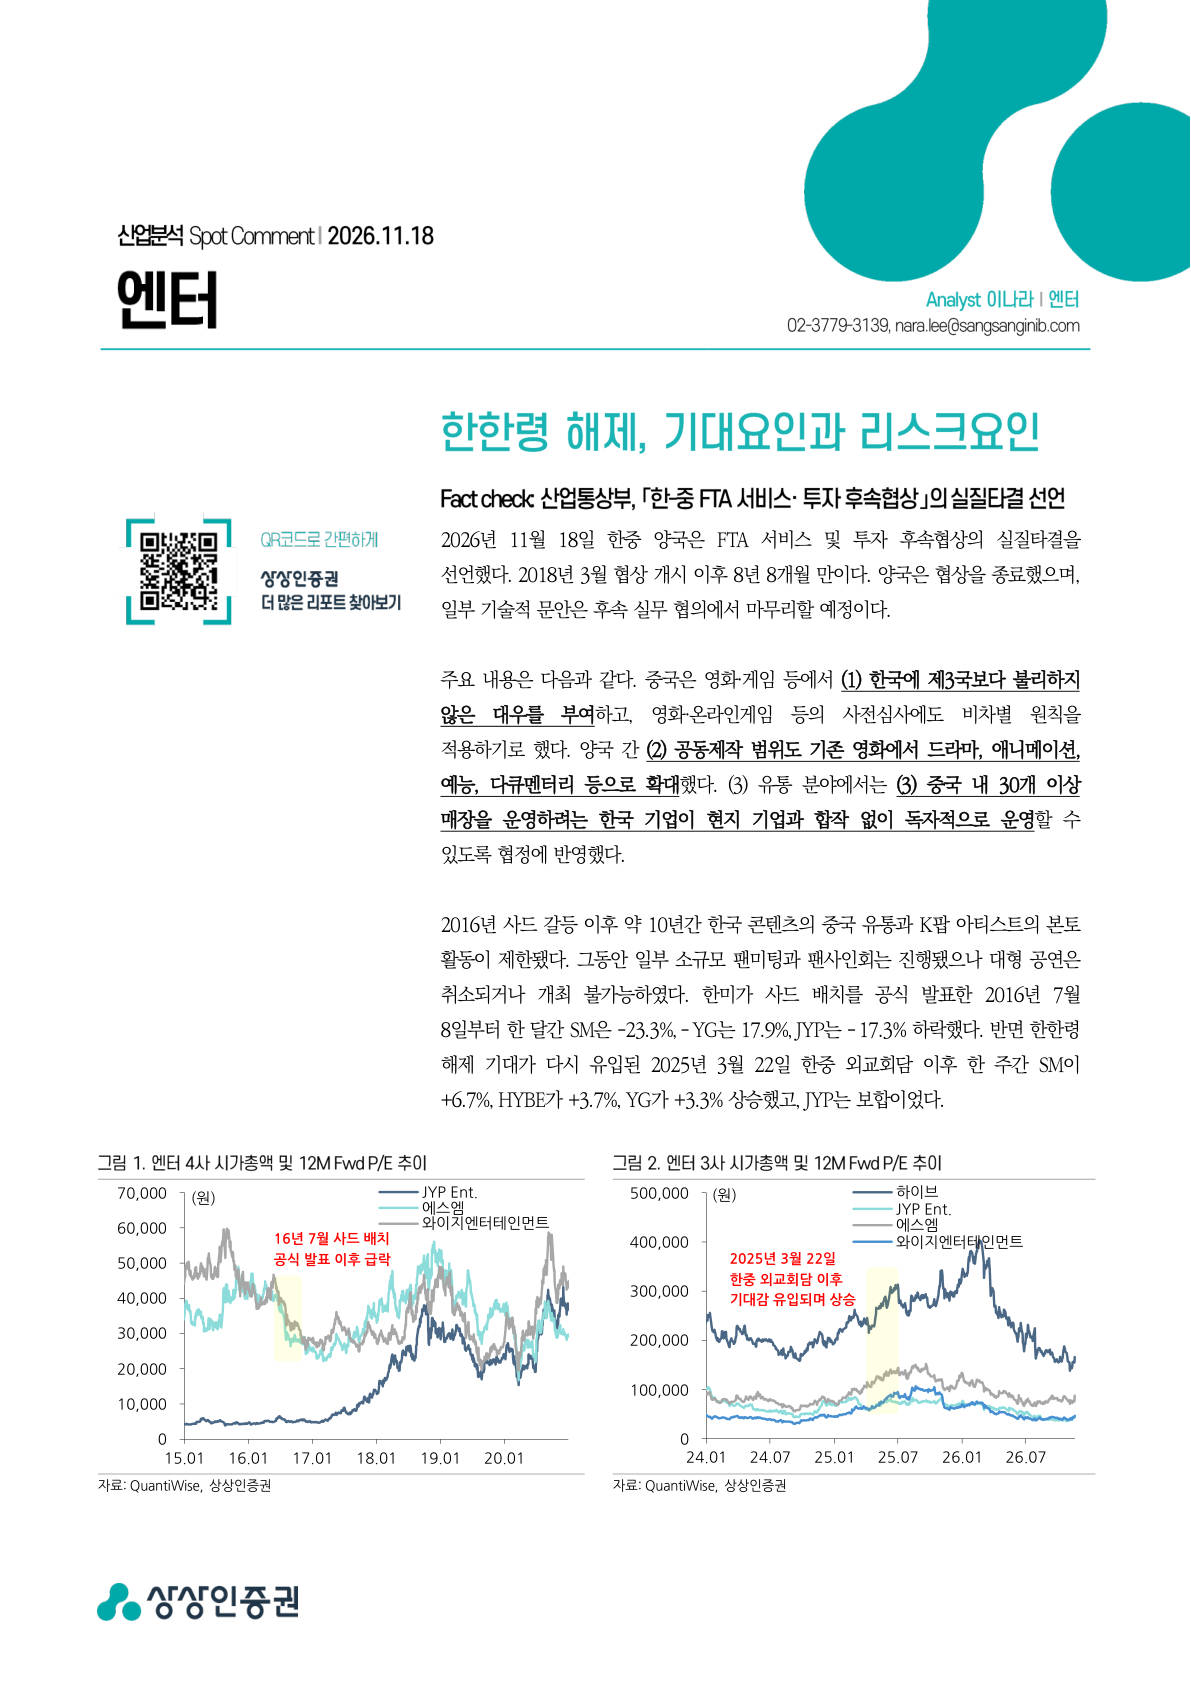 산업분석 Spot Comment | 2026.11.18
엔터
Analyst 이나라 | 엔터
02-3779-3139, nara.lee@sangsanginib.com
한한령 해제, 기대요인과 리스크요인
QR코드로 간편하게
상상인증권
더 많은 리포트 찾아보기
Fact check: 산업통상부, 「한-중 FTA 서비스· 투자 후속협상」의 실질타결 선언
2026년 11월 18일 한중 양국은 FTA 서비스 및 투자 후속협상의 실질타결을
선언했다. 2018년 3월 협상 개시 이후 8년 8개월 만이다. 양국은 협상을 종료했으며,
일부 기술적 문안은 후속 실무 협의에서 마무리할 예정이다.
주요 내용은 다음과 같다. 중국은 영화·게임 등에서 (1) 한국에 제3국보다 불리하지
않은 대우를 부여하고, 영화·온라인게임 등의 사전심사에도 비차별 원칙을
적용하기로 했다. 양국 간 (2) 공동제작 범위도 기존 영화에서 드라마, 애니메이션,
예능, 다큐멘터리 등으로 확대했다. (3) 유통 분야에서는 (3) 중국 내 30개 이상
매장을 운영하려는 한국 기업이 현지 기업과 합작 없이 독자적으로 운영할 수
있도록 협정에 반영했다.
2016년 사드 갈등 이후 약 10년간 한국 콘텐츠의 중국 유통과 K팝 아티스트의 본토
활동이 제한됐다. 그동안 일부 소규모 팬미팅과 팬사인회는 진행됐으나 대형 공연은
취소되거나 개최 불가능하였다. 한미가 사드 배치를 공식 발표한 2016년 7월
8일부터 한 달간 SM은 -23.3%, - YG는 17.9%, JYP는 - 17.3% 하락했다. 반면 한한령
해제 기대가 다시 유입된 2025년 3월 22일 한중 외교회담 이후 한 주간 SM이
+6.7%, HYBE가 +3.7%, YG가 +3.3% 상승했고, JYP는 보합이었다.
그림 1. 엔터 4사 시가총액 및 12M Fwd P/E 추이
(원)
70,000
60,000
50,000
40,000
30,000
20,000
10,000
0
JYP Ent.
에스엠
와이지엔터테인먼트
16년 7월 사드 배치
공식 발표 이후 급락
15.01 16.01 17.01 18.01 19.01 20.01
자료: QuantiWise, 상상인증권
그림 2. 엔터 3사 시가총액 및 12M Fwd P/E 추이
(원)
500,000
400,000
300,000
200,000
100,000
0
하이브
JYP Ent.
에스엠
와이지엔터테인먼트
2025년 3월 22일
한중 외교회담 이후
기대감 유입되며 상승
24.01 24.07 25.01 25.07 26.01 26.07
자료: QuantiWise, 상상인증권
상상인증권